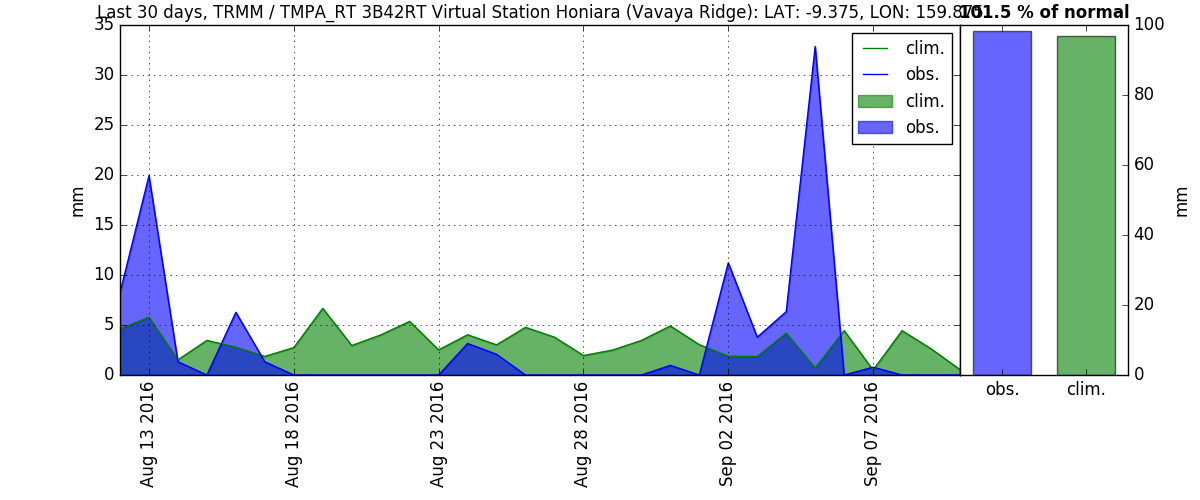 Last 30 days, TRMM / TMPA_RT 3B42RT Virtual Station Honiara (Vavaya Ridge): LAT: -9.375, LON: 159.875
101.5 % of normal
35
30
25
20
15
10
5
0
mm
clim.
obs.
clim.
obs.
Aug 13 2016
Aug 18 2016
Aug 23 2016
Aug 28 2016
Sep 02 2016
Sep 07 2016
100
80
60
40
20
0
mm
obs.
clim.